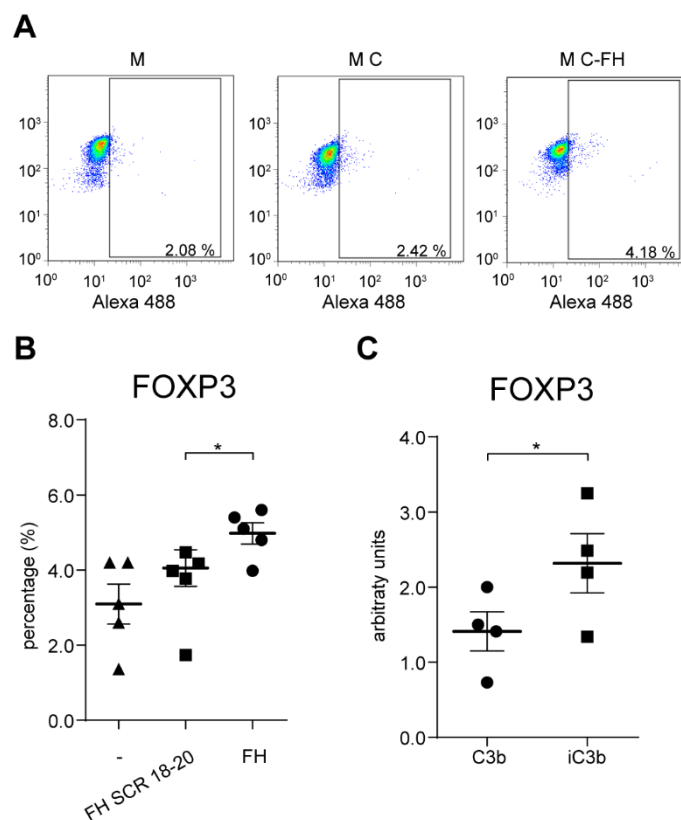 A
M
M C
M C-FH
10³
10²
10¹
10⁰
2.08 %
10⁰ 10¹ 10² 10³
Alexa 488
10³
10²
10¹
10⁰
2.42 %
10⁰ 10¹ 10² 10³
Alexa 488
10³
10²
10¹
10⁰
4.18 %
10⁰ 10¹ 10² 10³
Alexa 488
B
FOXP3
percentage (%)
8.0
6.0
4.0
2.0
0.0
*
-
FH SCR 18-20
FH
C
FOXP3
arbitraty units
4.0
3.0
2.0
1.0
0.0
*
C3b
iC3b